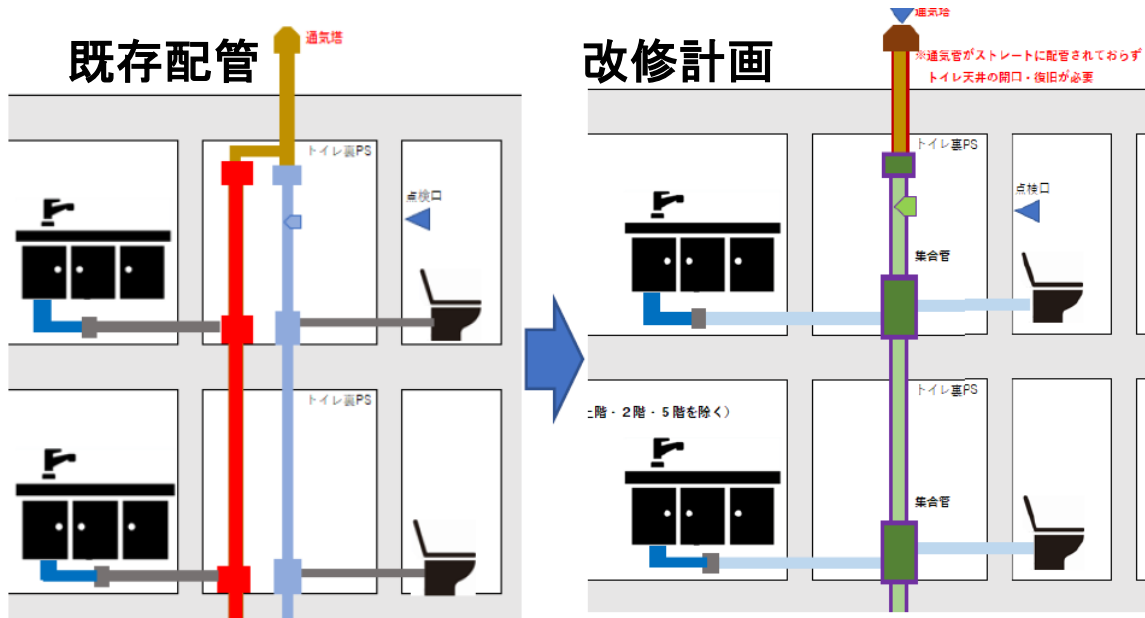 既存配管
通気塔
トイレ裏PS
点検口
トイレ裏PS
改修計画
通気塔
※通気管がストレートに配管されておらず
トイレ天井の開口・復旧が必要
トイレ裏PS
点検口
集合管
トイレ裏PS
上階・２階・５階を除く）
集合管